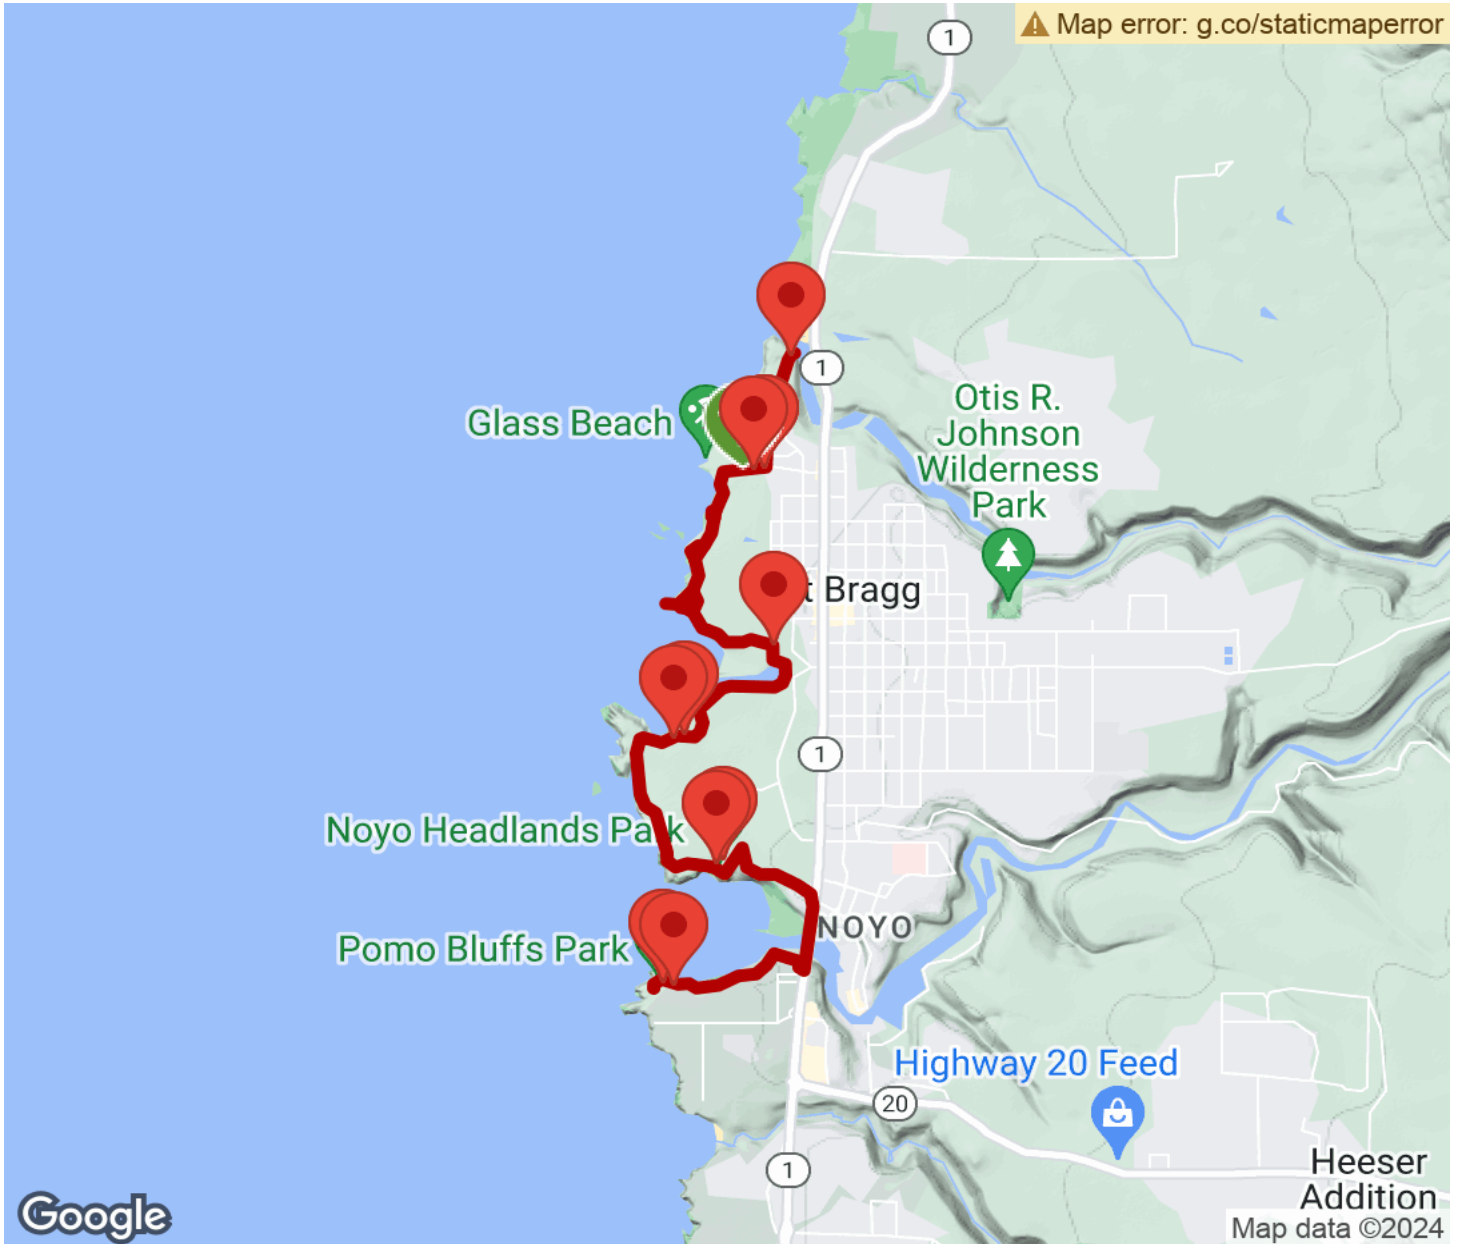 Map error: g.co/staticmaperror
1
1
Glass Beach
Otis R.
Johnson
Wilderness
Park
t Bragg
1
Noyo Headlands Park
NOYO
Pomo Bluffs Park
Highway 20 Feed
20
1
Heeser
Addition
Google
Map data ©2024